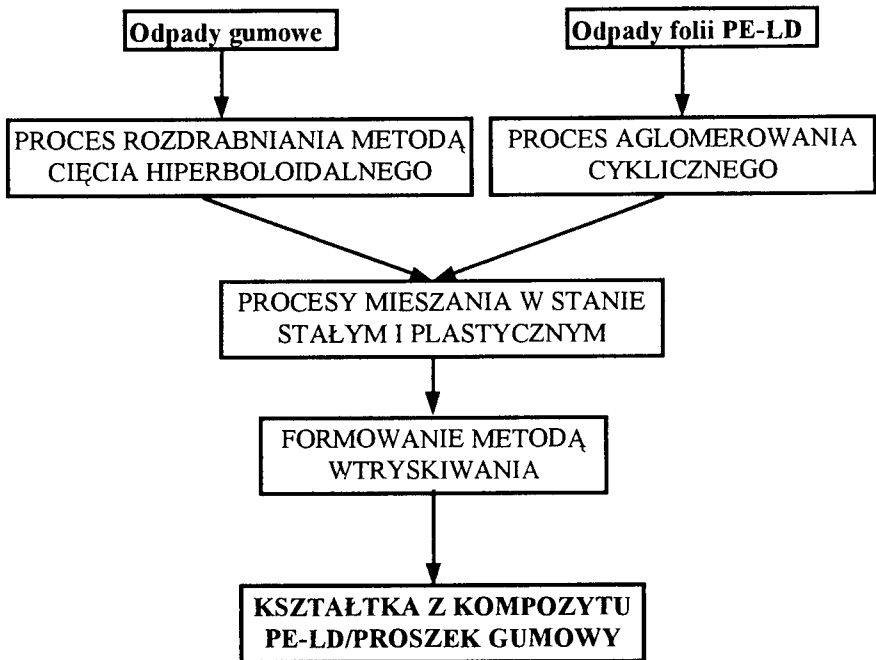 Odpady gumowe
Odpady folii PE-LD
PROCES ROZDRABNIANIA METODĄ
CIĘCIA HIPERBOLOIDALNEGO
PROCES AGLOMEROWANIA
CYKLICZNEGO
PROCESY MIESZANIA W STANIE
STAŁYM I PLASTYCZNYM
FORMOWANIE METODĄ
WTRYSKIWANIA
KSZTAŁTKA Z KOMPOZYTU
PE-LD/PROSZEK GUMOWY